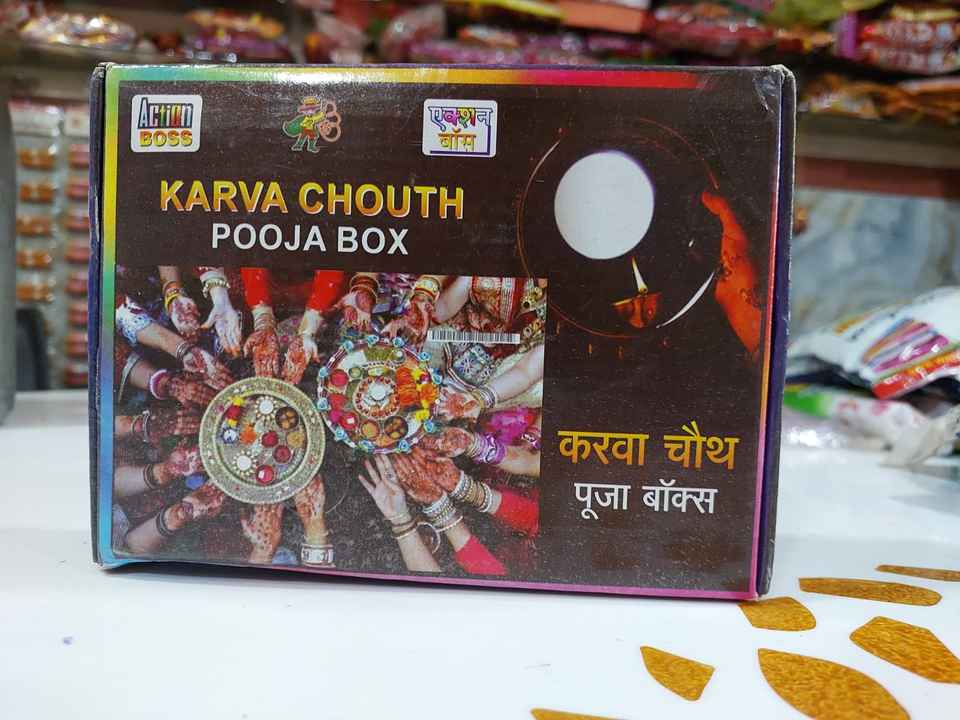 Action
BOSS
एक्शन
बॉस
KARVA CHOUTH
POOJA BOX
करवा चौथ
पूजा बॉक्स